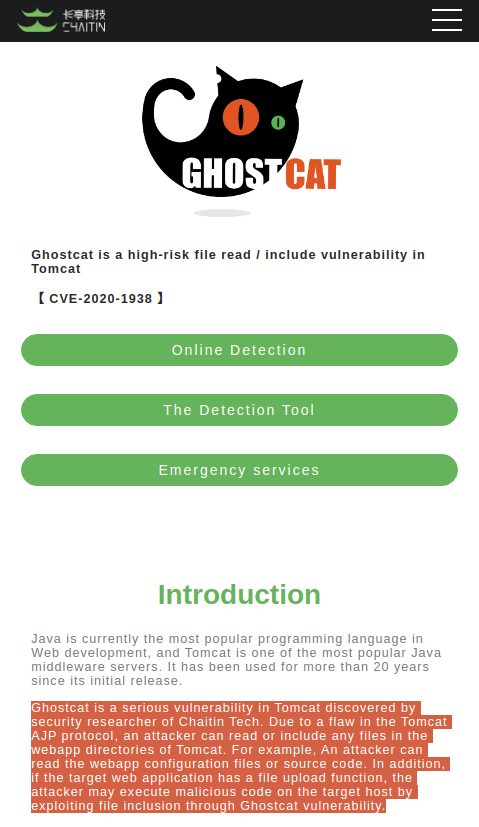 长亭科技
CHAITIN
GHOSTCAT
Ghostcat is a high-risk file read / include vulnerability in
Tomcat
【 CVE-2020-1938 】
Online Detection
The Detection Tool
Emergency services
Introduction
Java is currently the most popular programming language in
Web development, and Tomcat is one of the most popular Java
middleware servers. It has been used for more than 20 years
since its initial release.
Ghostcat is a serious vulnerability in Tomcat discovered by
security researcher of Chaitin Tech. Due to a flaw in the Tomcat
AJP protocol, an attacker can read or include any files in the
webapp directories of Tomcat. For example, An attacker can
read the webapp configuration files or source code. In addition,
if the target web application has a file upload function, the
attacker may execute malicious code on the target host by
exploiting file inclusion through Ghostcat vulnerability.